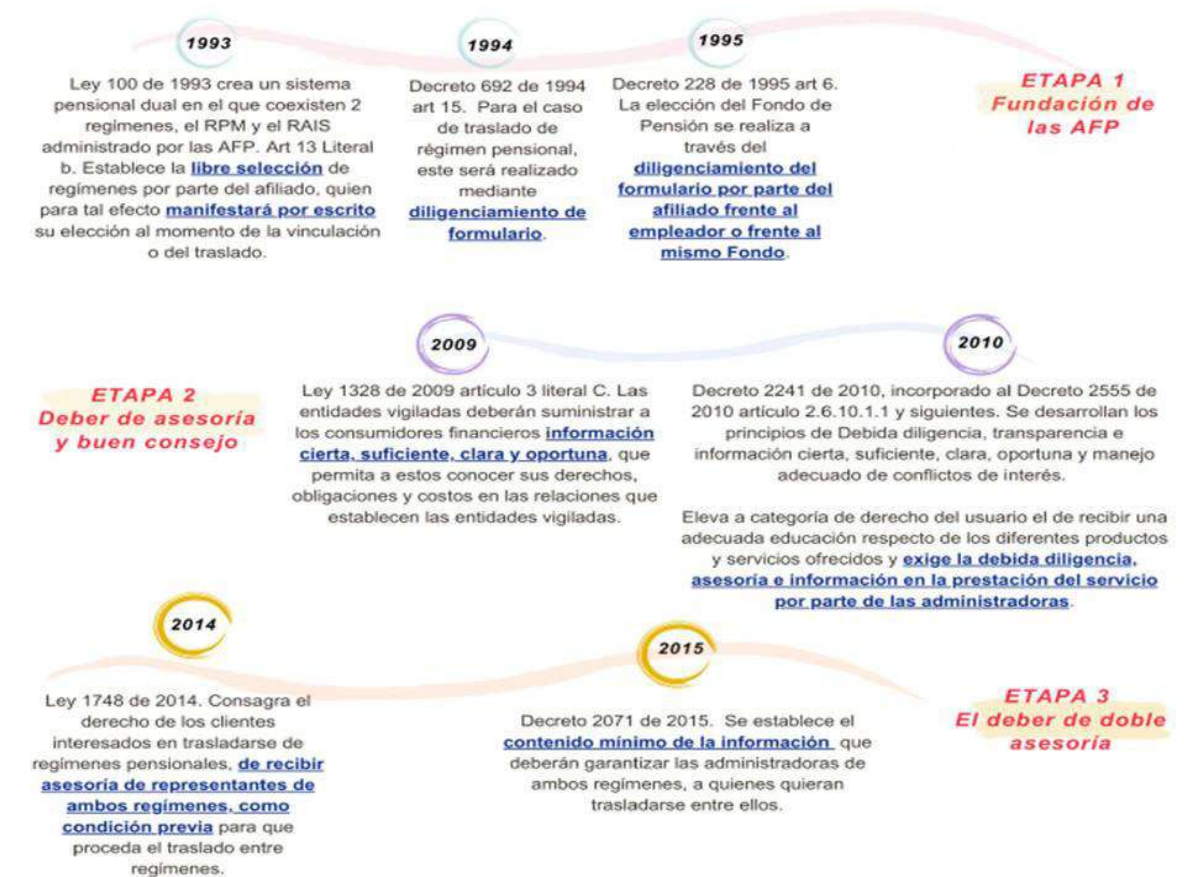 1993
Ley 100 de 1993 crea un sistema
pensional dual en el que coexisten 2
regímenes, el RPM y el RAIS
administrado por las AFP. Art 13 Literal
b. Establece la libre selección de
regímenes por parte del afiliado, quien
para tal efecto manifestará por escrito
su elección al momento de la vinculación
o del traslado.
1994
Decreto 692 de 1994
art 15. Para el caso
de traslado de
régimen pensional,
este será realizado
mediante
diligenciamiento de
formulario.
1995
Decreto 228 de 1995 art 6.
La elección del Fondo de
Pensión se realiza a
través del
diligenciamiento del
formulario por parte del
afiliado frente al
empleador o frente al
mismo Fondo.
ETAPA 1
Fundación de
las AFP
ETAPA 2
Deber de asesoría
y buen consejo
2009
Ley 1328 de 2009 artículo 3 literal C. Las
entidades vigiladas deberán suministrar a
los consumidores financieros información
cierta, suficiente, clara y oportuna, que
permita a estos conocer sus derechos,
obligaciones y costos en las relaciones que
establecen las entidades vigiladas.
2010
Decreto 2241 de 2010, incorporado al Decreto 2555 de
2010 artículo 2.6.10.1.1 y siguientes. Se desarrollan los
principios de Debida diligencia, transparencia e
información cierta, suficiente, clara, oportuna y manejo
adecuado de conflictos de interés.
Eleva a categoría de derecho del usuario el de recibir una
adecuada educación respecto de los diferentes productos
y servicios ofrecidos y exige la debida diligencia,
asesoría e información en la prestación del servicio
por parte de las administradoras.
2014
Ley 1748 de 2014. Consagra el
derecho de los clientes
interesados en trasladarse de
regímenes pensionales, de recibir
asesoría de representantes de
ambos regímenes, como
condición previa para que
proceda el traslado entre
regímenes.
2015
Decreto 2071 de 2015. Se establece el
contenido mínimo de la información que
deberán garantizar las administradoras de
ambos regímenes, a quienes quieran
trasladarse entre ellos.
ETAPA 3
El deber de doble
asesoría